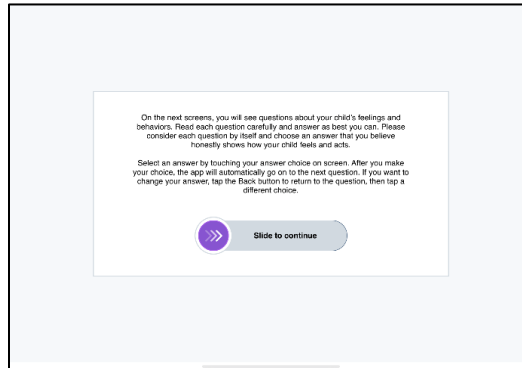 On the next screens, you will see questions about your child's feelings and
behaviors. Read each question carefully and answer as best you can. Please
consider each question by itself and choose an answer that you believe
honestly shows how your child feels and acts.
Select an answer by touching your answer choice on screen. After you make
your choice, the app will automatically go on to the next question. If you want to
change your answer, tap the Back button to return to the question, then tap a
different choice.
Slide to continue